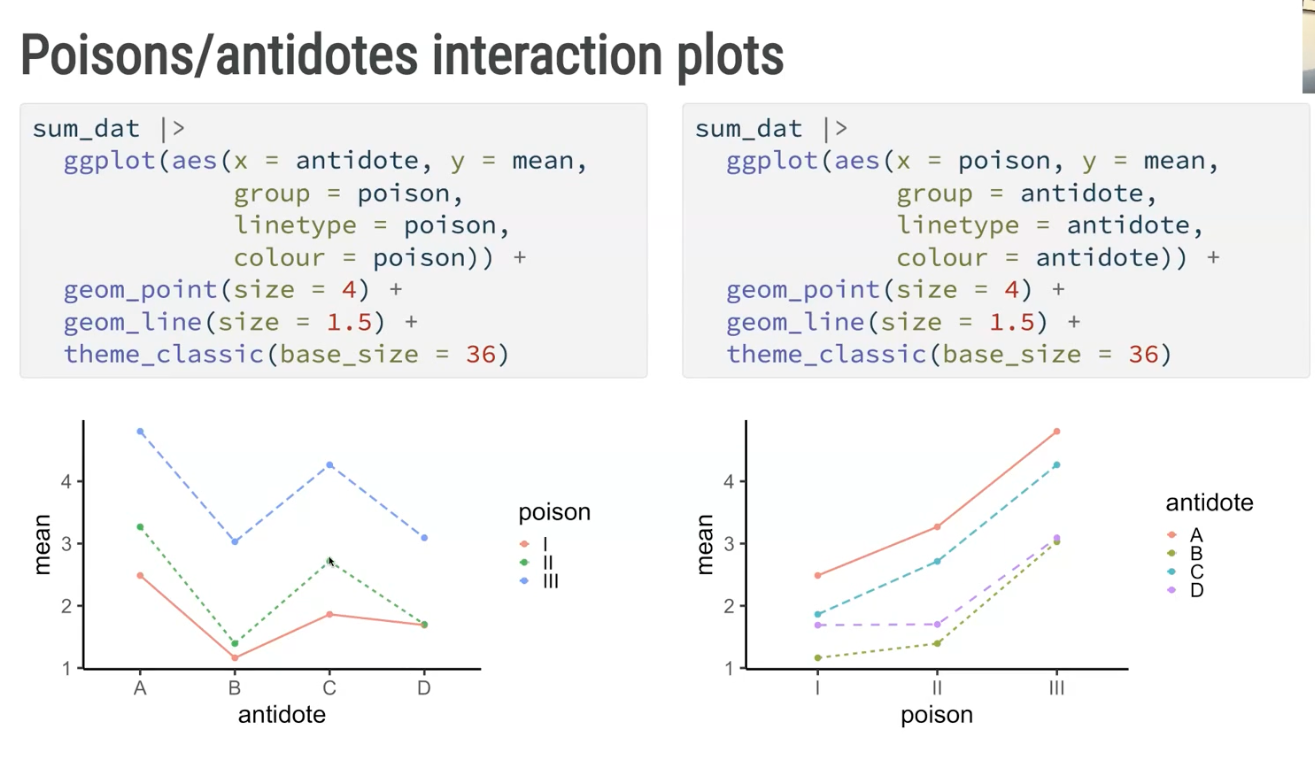 Poisons/antidotes interaction plots
sum_dat |>
ggplot(aes(x = antidote, y = mean,
group = poison,
linetype = poison,
colour = poison)) +
geom_point(size = 4) +
geom_line(size = 1.5) +
theme_classic(base_size = 36)
sum_dat |>
ggplot(aes(x = poison, y = mean,
group = antidote,
linetype = antidote,
colour = antidote)) +
geom_point(size = 4) +
geom_line(size = 1.5) +
theme_classic(base_size = 36)
4
3
2
1
mean
A B C D
antidote
poison
I
II
III
4
3
2
1
mean
I II III
poison
antidote
A
B
C
D